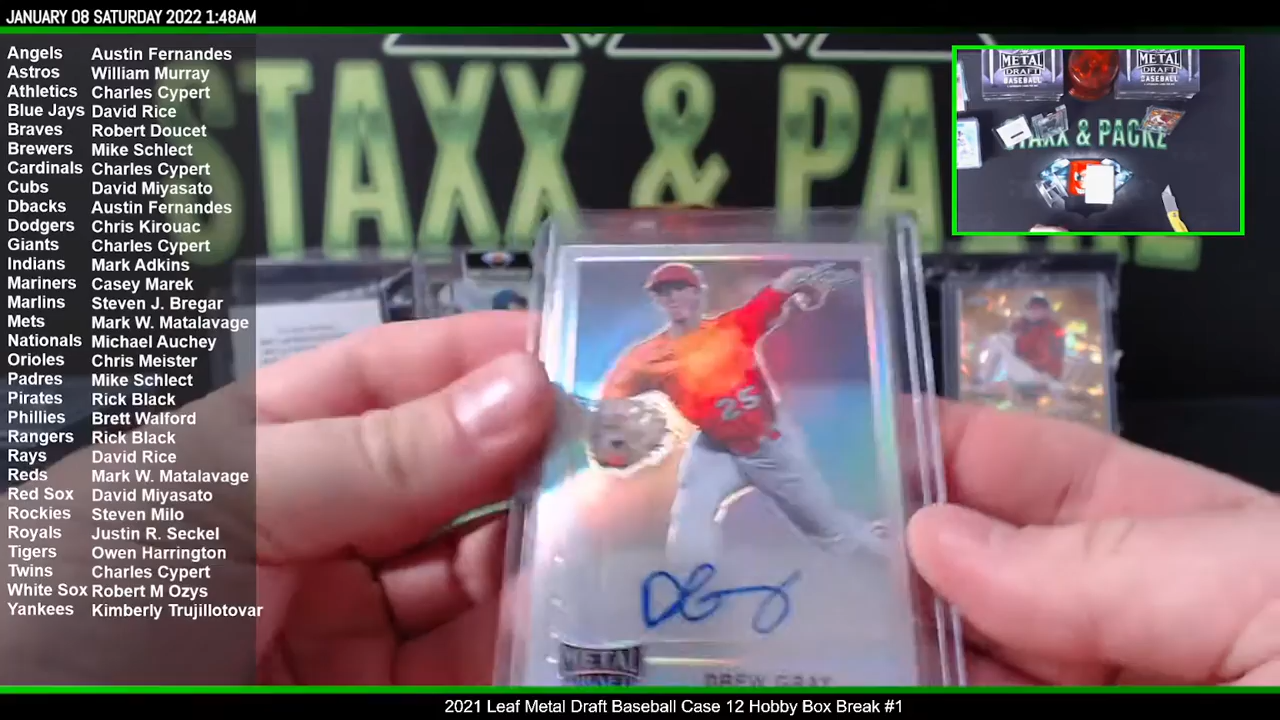 JANUARY 08 SATURDAY 2022 1:48AM
Angels Austin Fernandes
Astros William Murray
Athletics Charles Cypert
Blue Jays David Rice
Braves Robert Doucet
Brewers Mike Schlect
Cardinals Charles Cypert
Cubs David Miyasato
Dbacks Austin Fernandes
Dodgers Chris Kirouac
Giants Charles Cypert
Indians Mark Adkins
Mariners Casey Marek
Marlins Steven J. Bregar
Mets Mark W. Matalavage
Nationals Michael Auchey
Orioles Chris Meister
Padres Mike Schlect
Pirates Rick Black
Phillies Brett Walford
Rangers Rick Black
Rays David Rice
Reds Mark W. Matalavage
Red Sox David Miyasato
Rockies Steven Milo
Royals Justin R. Seckel
Tigers Owen Harrington
Twins Charles Cypert
White Sox Robert M Ozys
Yankees Kimberly Trujillotovar
STAXX & PA
METAL DRAFT BASEBALL
METAL DRAFT BASEBALL
STAXX & PACKZ
25
DGray
METAL DRAFT
DREW GRAY
2021 Leaf Metal Draft Baseball Case 12 Hobby Box Break #1